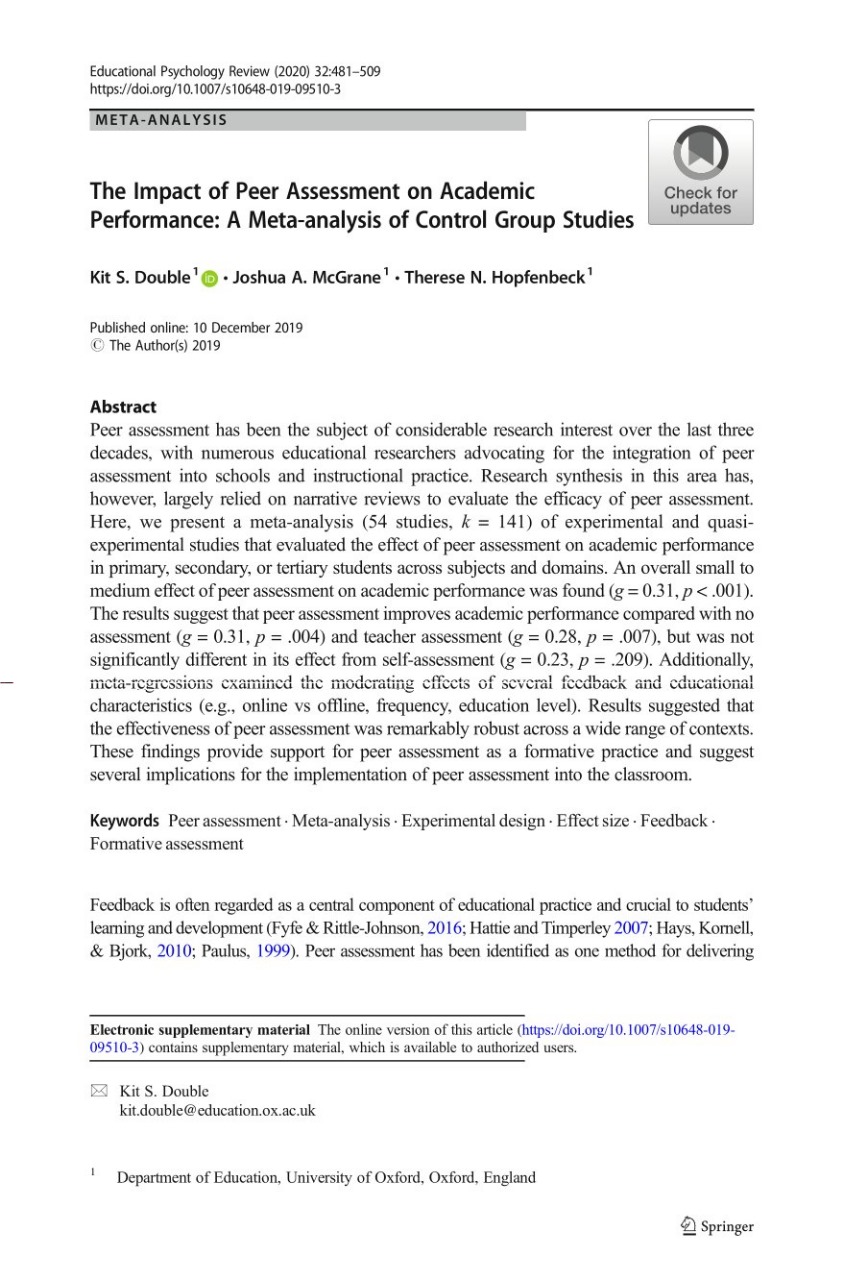 Educational Psychology Review (2020) 32:481–509
https://doi.org/10.1007/s10648-019-09510-3
META-ANALYSIS
Check for
updates
The Impact of Peer Assessment on Academic
Performance: A Meta-analysis of Control Group Studies
Kit S. Double 1 iD · Joshua A. McGrane 1 · Therese N. Hopfenbeck 1
Published online: 10 December 2019
© The Author(s) 2019
Abstract
Peer assessment has been the subject of considerable research interest over the last three
decades, with numerous educational researchers advocating for the integration of peer
assessment into schools and instructional practice. Research synthesis in this area has,
however, largely relied on narrative reviews to evaluate the efficacy of peer assessment.
Here, we present a meta-analysis (54 studies, k = 141) of experimental and quasi-
experimental studies that evaluated the effect of peer assessment on academic performance
in primary, secondary, or tertiary students across subjects and domains. An overall small to
medium effect of peer assessment on academic performance was found (g = 0.31, p < .001).
The results suggest that peer assessment improves academic performance compared with no
assessment (g = 0.31, p = .004) and teacher assessment (g = 0.28, p = .007), but was not
significantly different in its effect from self-assessment (g = 0.23, p = .209). Additionally,
meta-regressions examined the moderating effects of several feedback and educational
characteristics (e.g., online vs offline, frequency, education level). Results suggested that
the effectiveness of peer assessment was remarkably robust across a wide range of contexts.
These findings provide support for peer assessment as a formative practice and suggest
several implications for the implementation of peer assessment into the classroom.
Keywords Peer assessment · Meta-analysis · Experimental design · Effect size · Feedback ·
Formative assessment
Feedback is often regarded as a central component of educational practice and crucial to students’
learning and development (Fyfe & Rittle-Johnson, 2016; Hattie and Timperley 2007; Hays, Kornell,
& Bjork, 2010; Paulus, 1999). Peer assessment has been identified as one method for delivering
Electronic supplementary material The online version of this article (https://doi.org/10.1007/s10648-019-
09510-3) contains supplementary material, which is available to authorized users.
Kit S. Double
kit.double@education.ox.ac.uk
1 Department of Education, University of Oxford, Oxford, England
Springer